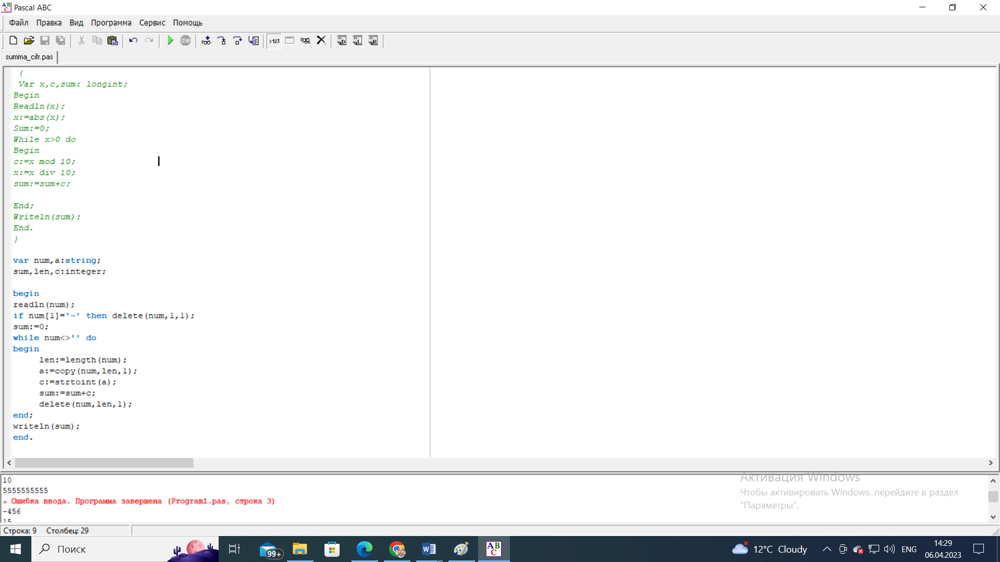 Pascal ABC
Файл Правка Вид Программа Сервис Помощь
STOP >123 D L R
summa_cifr.pas
{
Var x,c,sum: longint;
Begin
Readln(x);
x:=abs(x);
Sum:=0;
While x>0 do
Begin
c:=x mod 10;
x:=x div 10;
sum:=sum+c;
End;
Writeln(sum);
End.
}
var num,a:string;
sum,len,c:integer;
begin
readln(num);
if num[1]='-' then delete(num,1,1);
sum:=0;
while num<>'' do
begin
len:=length(num);
a:=copy(num,len,1);
c:=strtoint(a);
sum:=sum+c;
delete(num,len,1);
end;
writeln(sum);
end.
10
5555555555
» Ошибка ввода. Программа завершена (Program1.pas, строка 3)
-456
15
Активация Windows
Чтобы активировать Windows, перейдите в раздел
"Параметры".
Строка: 9 Столбец: 29
Поиск 99+ 12°C Cloudy ENG 14:29
06.04.2023